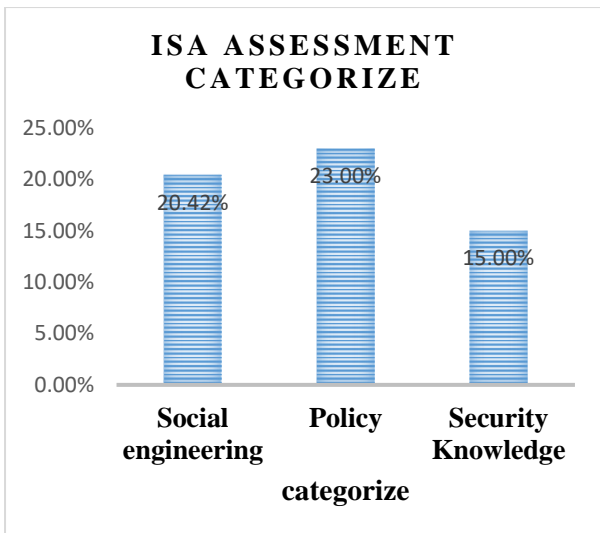 ISA ASSESSMENT
CATEGORIZE
25.00%
20.00%
15.00%
10.00%
5.00%
0.00%
20.42%
23.00%
15.00%
Social
engineering
Policy
Security
Knowledge
categorize